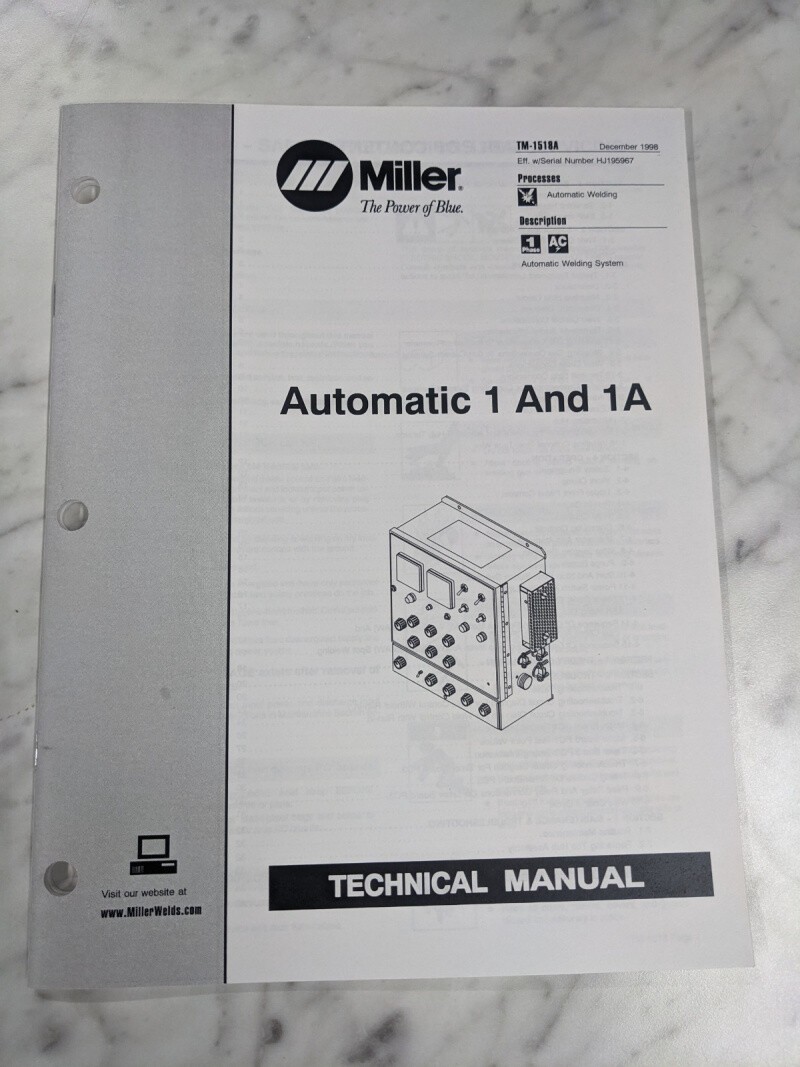 Miller®
The Power of Blue.
TM-1518A December 1998
Eff. w/Serial Number HJ195967
Processes
Automatic Welding
Description
1
Phase
AC
Automatic Welding System
Automatic 1 And 1A
TECHNICAL MANUAL
Visit our website at
www.MillerWelds.com